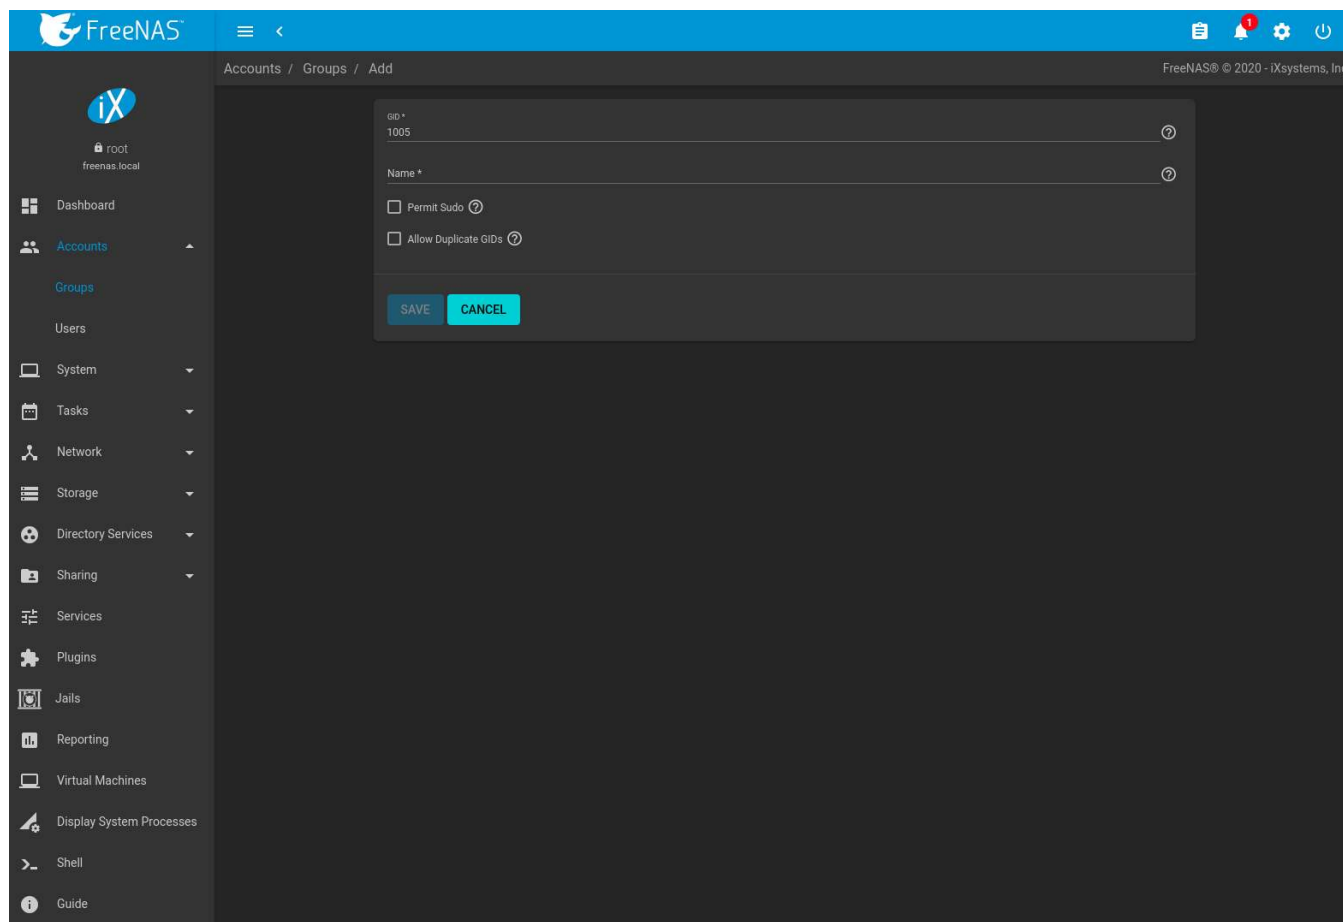 FreeNAS™
1
Accounts / Groups / Add
FreeNAS® © 2020 - iXsystems, Inc
iX
root
freenas.local
Dashboard
Accounts
Groups
Users
System
Tasks
Network
Storage
Directory Services
Sharing
Services
Plugins
Jails
Reporting
Virtual Machines
Display System Processes
Shell
Guide
GID *
1005
Name *
Permit Sudo
Allow Duplicate GIDs
SAVE CANCEL